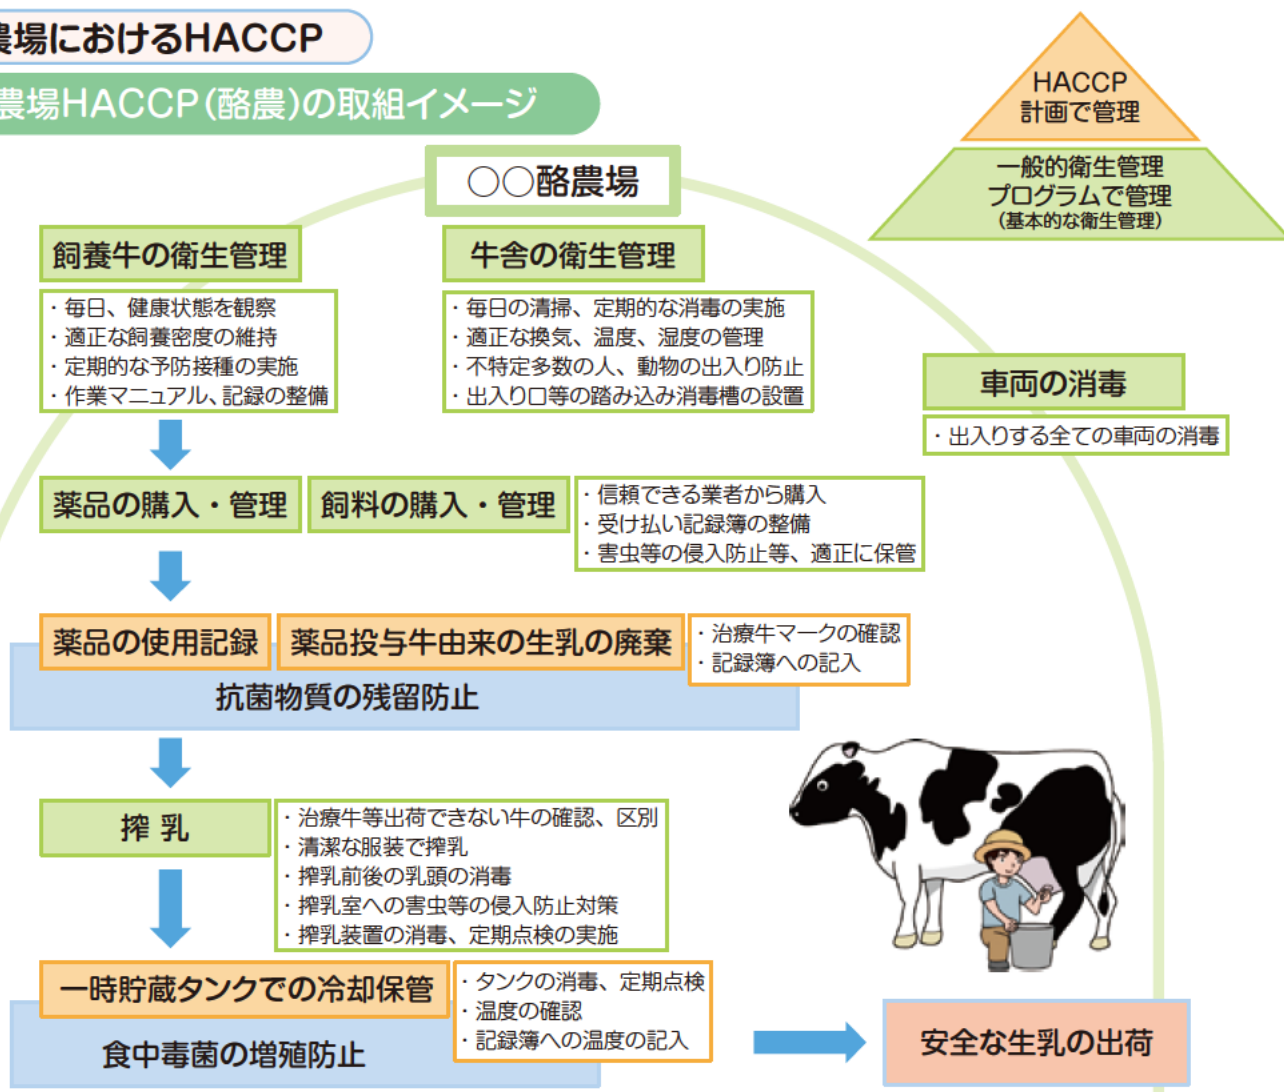 農場におけるHACCP
農場HACCP(酪農)の取組イメージ
HACCP
計画で管理
一般的衛生管理
プログラムで管理
(基本的な衛生管理)
○○酪農場
飼養牛の衛生管理
・毎日、健康状態を観察
・適正な飼養密度の維持
・定期的な予防接種の実施
・作業マニュアル、記録の整備
牛舎の衛生管理
・毎日の清掃、定期的な消毒の実施
・適正な換気、温度、湿度の管理
・不特定多数の人、動物の出入り防止
・出入り口等の踏み込み消毒槽の設置
車両の消毒
・出入りする全ての車両の消毒
薬品の購入・管理
飼料の購入・管理
・信頼できる業者から購入
・受け払い記録簿の整備
・害虫等の侵入防止等、適正に保管
薬品の使用記録
薬品投与牛由来の生乳の廃棄
・治療牛マークの確認
・記録簿への記入
抗菌物質の残留防止
搾 乳
・治療牛等出荷できない牛の確認、区別
・清潔な服装で搾乳
・搾乳前後の乳頭の消毒
・搾乳室への害虫等の侵入防止対策
・搾乳装置の消毒、定期点検の実施
一時貯蔵タンクでの冷却保管
・タンクの消毒、定期点検
・温度の確認
・記録簿への温度の記入
食中毒菌の増殖防止
安全な生乳の出荷